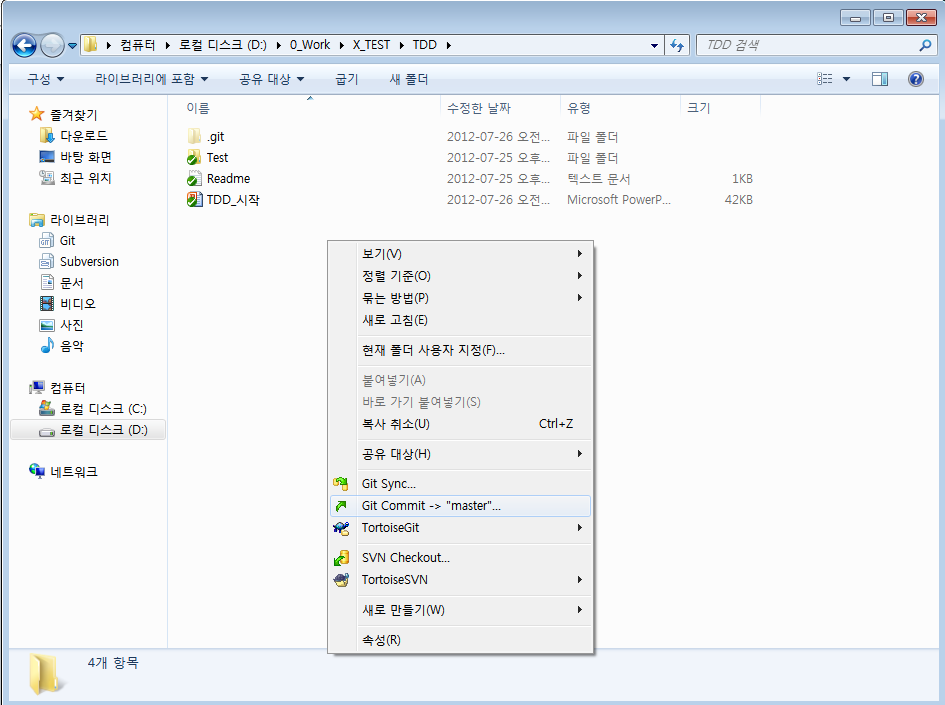 컴퓨터 로컬 디스크 (D:) 0_Work X_TEST TDD TDD 검색
구성 라이브러리에 포함 공유 대상 굽기 새 폴더
즐겨찾기
다운로드
바탕 화면
최근 위치
라이브러리
Git
Subversion
문서
비디오
사진
음악
컴퓨터
로컬 디스크 (C:)
로컬 디스크 (D:)
네트워크
이름 수정한 날짜 유형 크기
.git 2012-07-26 오전... 파일 폴더
Test 2012-07-25 오후... 파일 폴더
Readme 2012-07-25 오후... 텍스트 문서 1KB
TDD_시작 2012-07-26 오전... Microsoft PowerP... 42KB
보기(V)
정렬 기준(O)
묶는 방법(P)
새로 고침(E)
현재 폴더 사용자 지정(F)...
붙여넣기(A)
바로 가기 붙여넣기(S)
복사 취소(U) Ctrl+Z
공유 대상(H)
Git Sync...
Git Commit -> "master"...
TortoiseGit
SVN Checkout...
TortoiseSVN
새로 만들기(W)
속성(R)
4개 항목